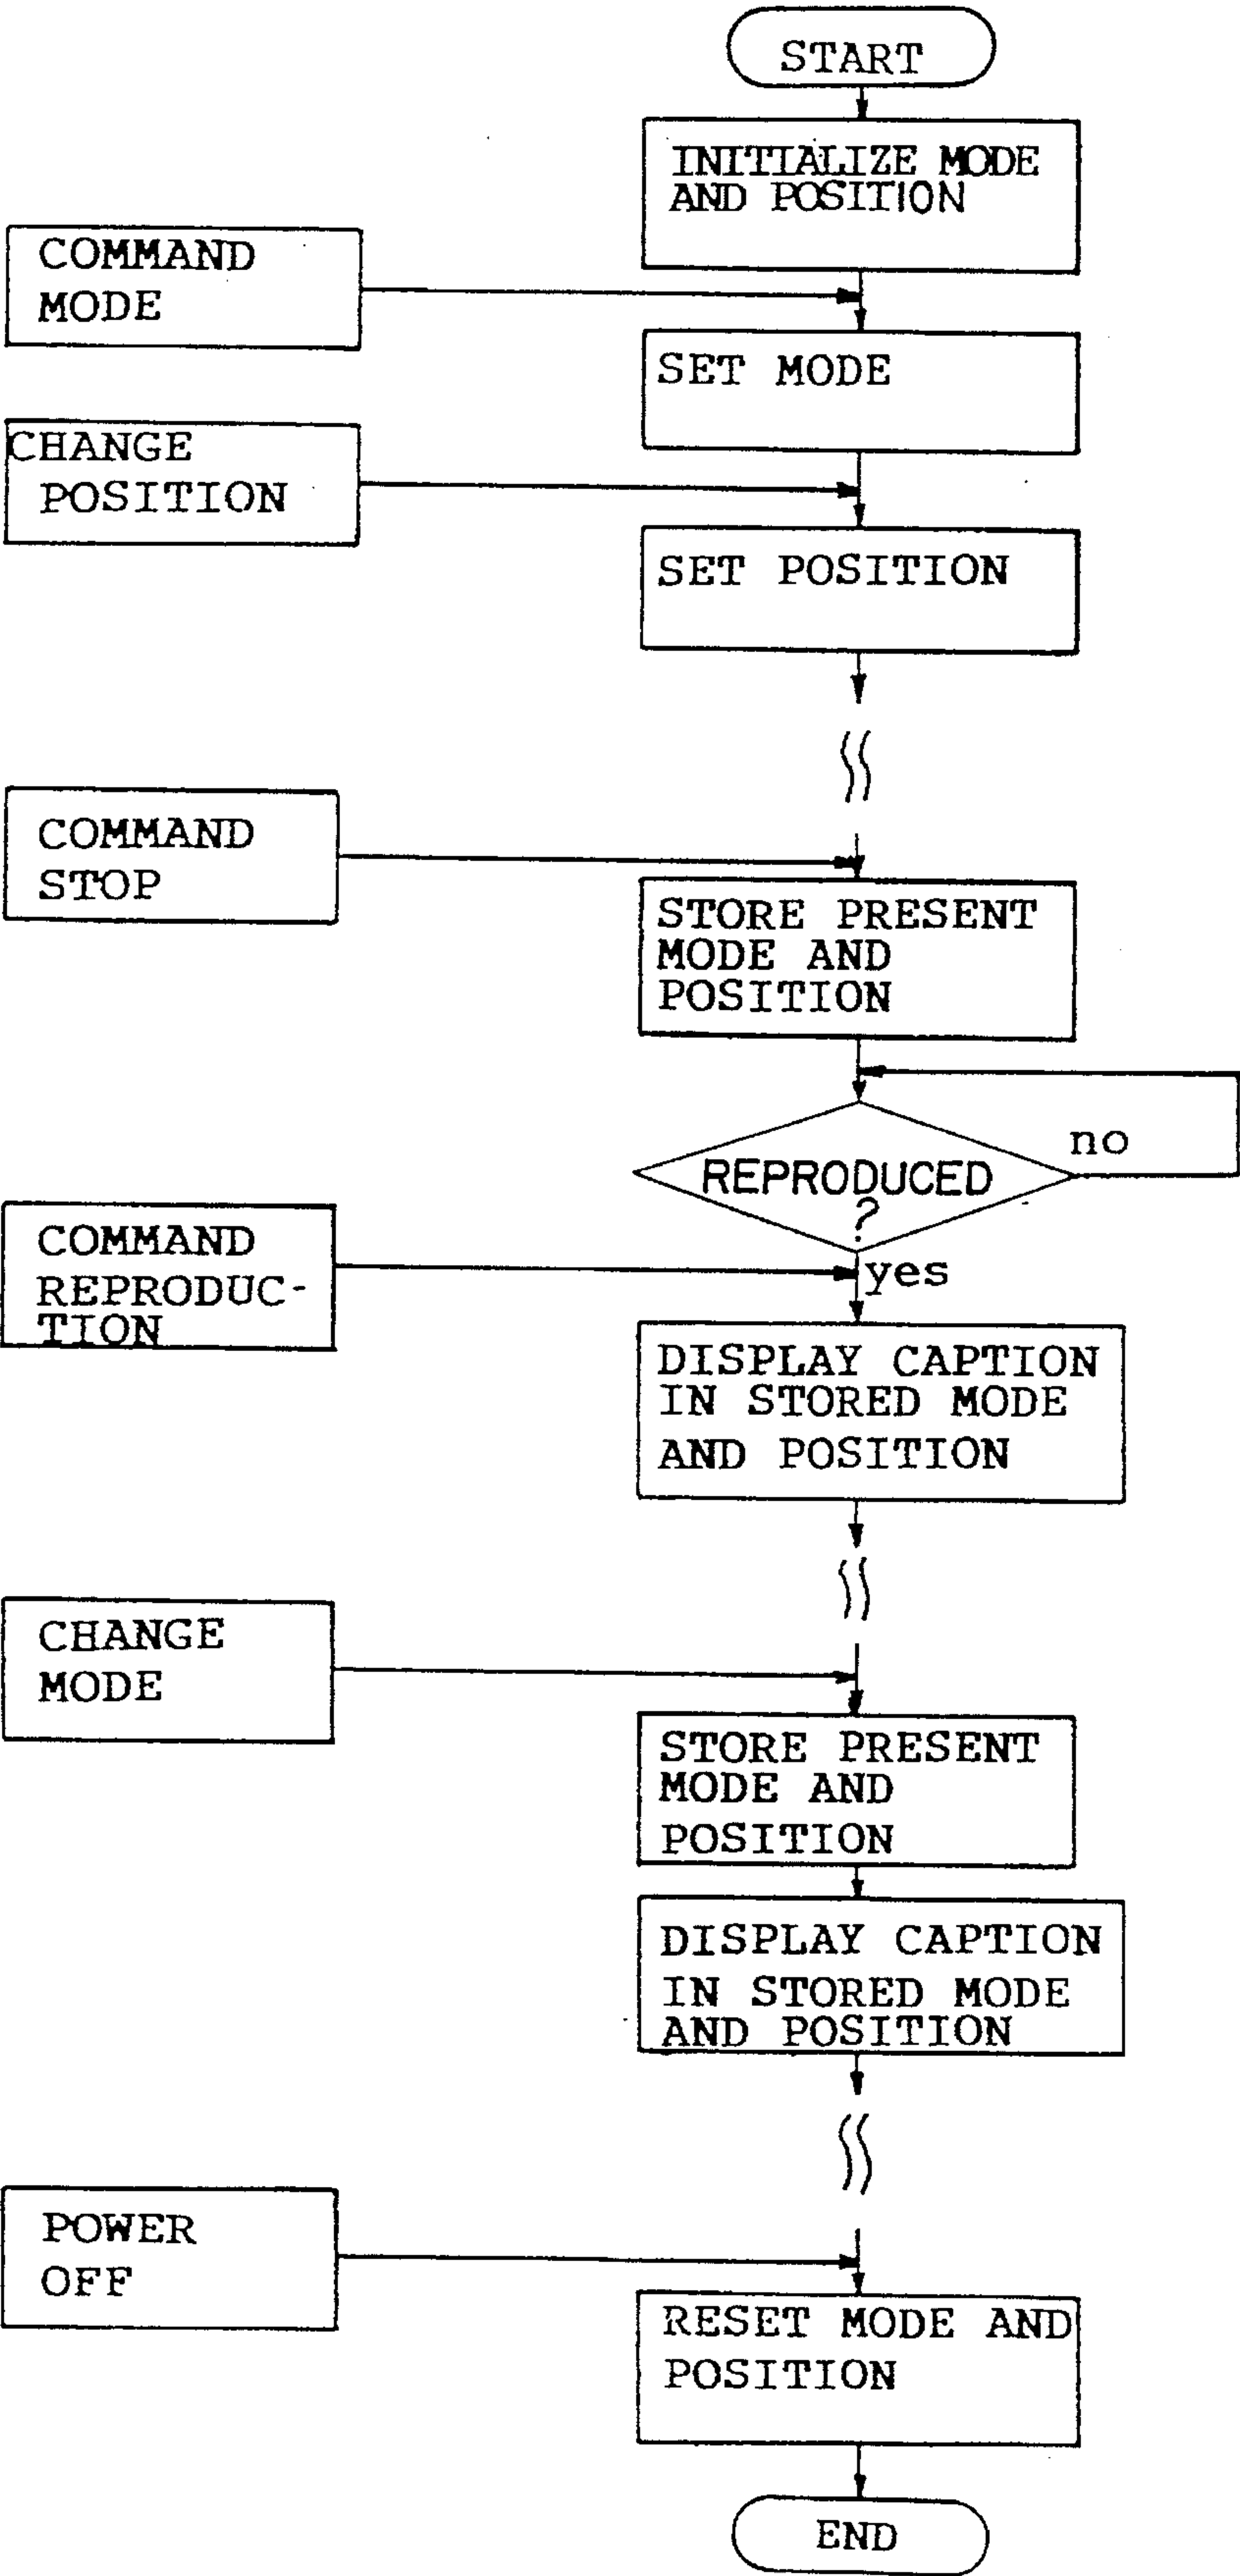 START
INITIALIZE MODE
AND POSITION
COMMAND
MODE
SET MODE
CHANGE
POSITION
SET POSITION
COMMAND
STOP
STORE PRESENT
MODE AND
POSITION
no
REPRODUCED
?
COMMAND
REPRODUC-
TION
yes
DISPLAY CAPTION
IN STORED MODE
AND POSITION
CHANGE
MODE
STORE PRESENT
MODE AND
POSITION
DISPLAY CAPTION
IN STORED MODE
AND POSITION
POWER
OFF
RESET MODE AND
POSITION
END